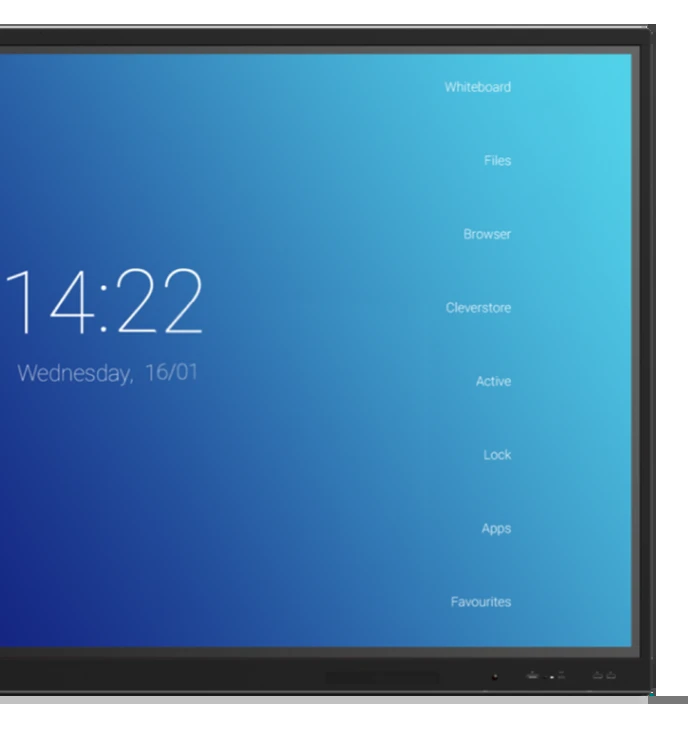 Whiteboard
Files
Browser
14:22
Cleverstore
Wednesday, 16/01
Active
Lock
Apps
Favourites